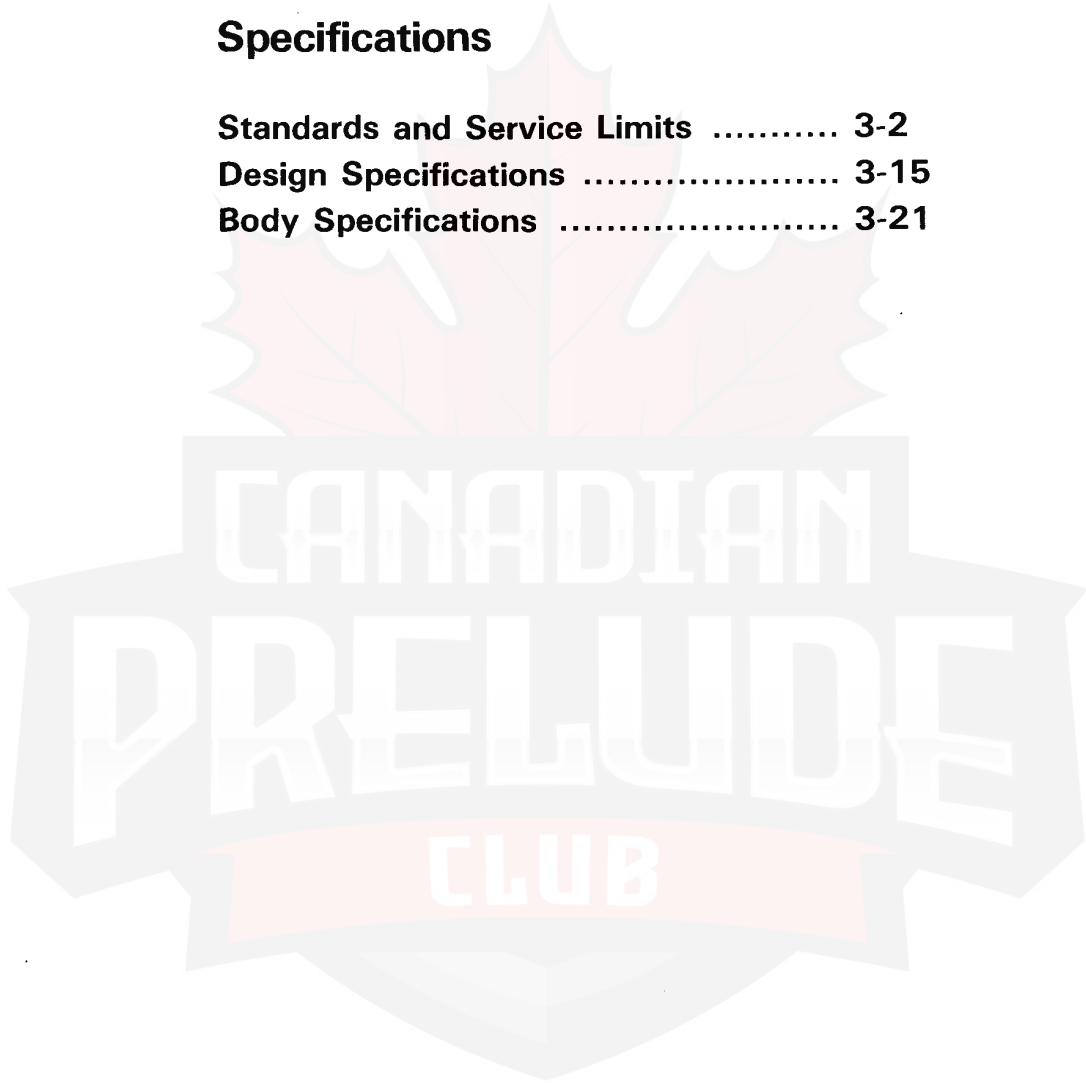 Specifications
Standards and Service Limits ........... 3-2
Design Specifications ...................... 3-15
Body Specifications ........................ 3-21
CANADIAN
PRELUDE
CLUB